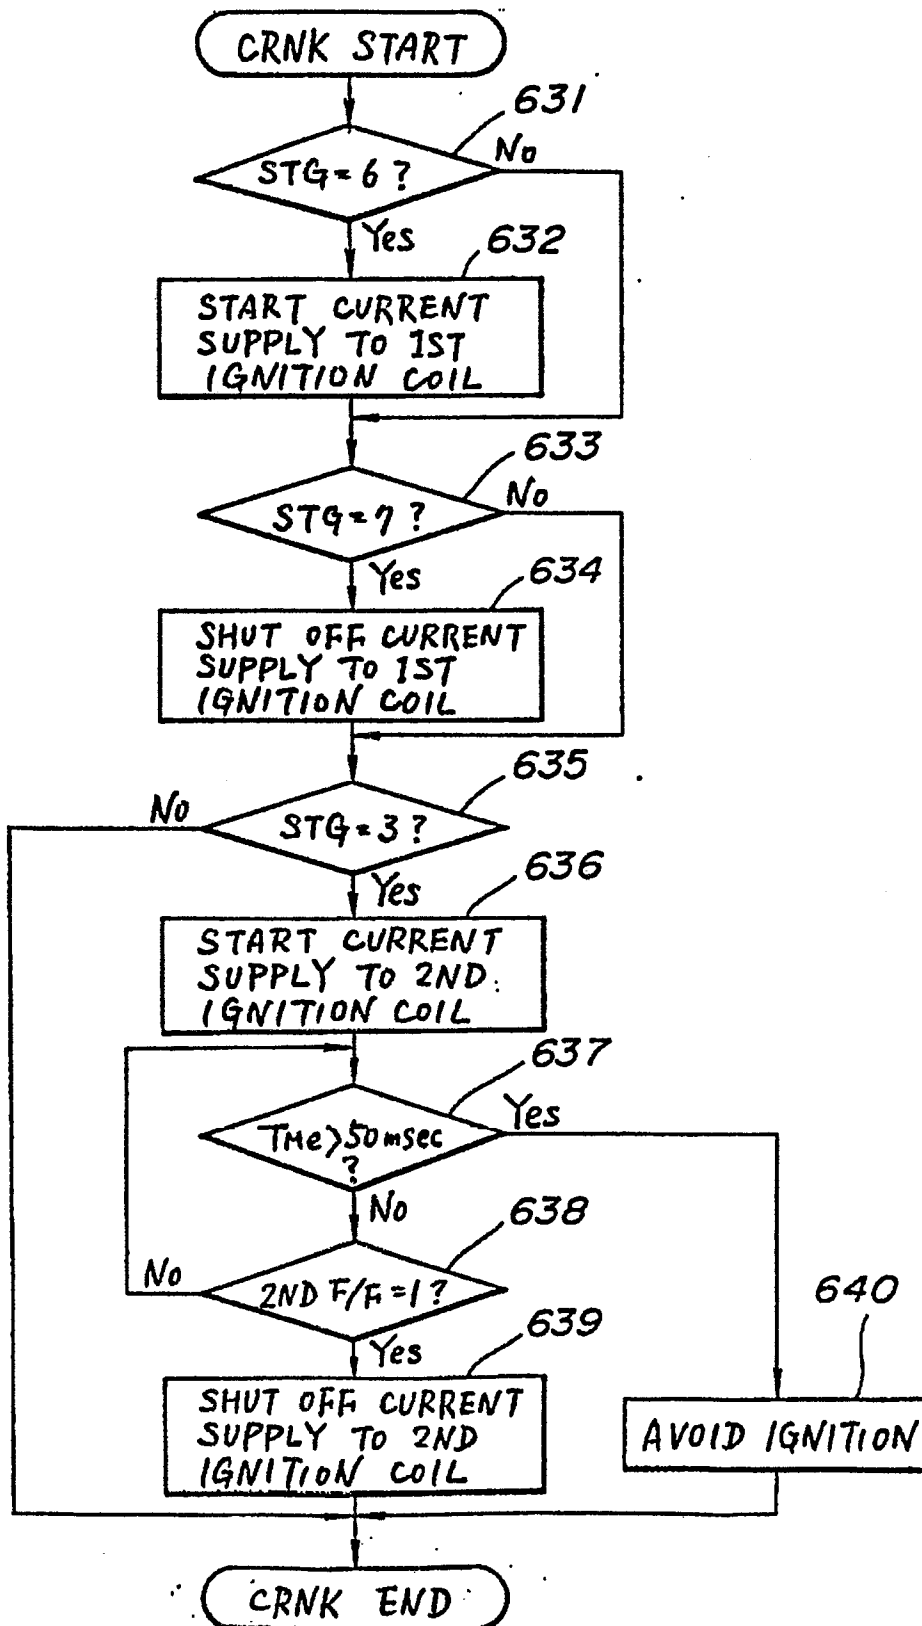 CRNK START
631
STG=6?
No
Yes
632
START CURRENT
SUPPLY TO 1ST
IGNITION COIL
633
STG=7?
No
Yes
634
SHUT OFF CURRENT
SUPPLY TO 1ST
IGNITION COIL
635
No
STG=3?
Yes
636
START CURRENT
SUPPLY TO 2ND
IGNITION COIL
637
TMe>50msec
?
Yes
No
638
No
2ND F/F=1?
640
Yes
639
SHUT OFF CURRENT
SUPPLY TO 2ND
IGNITION COIL
AVOID IGNITION
CRNK END